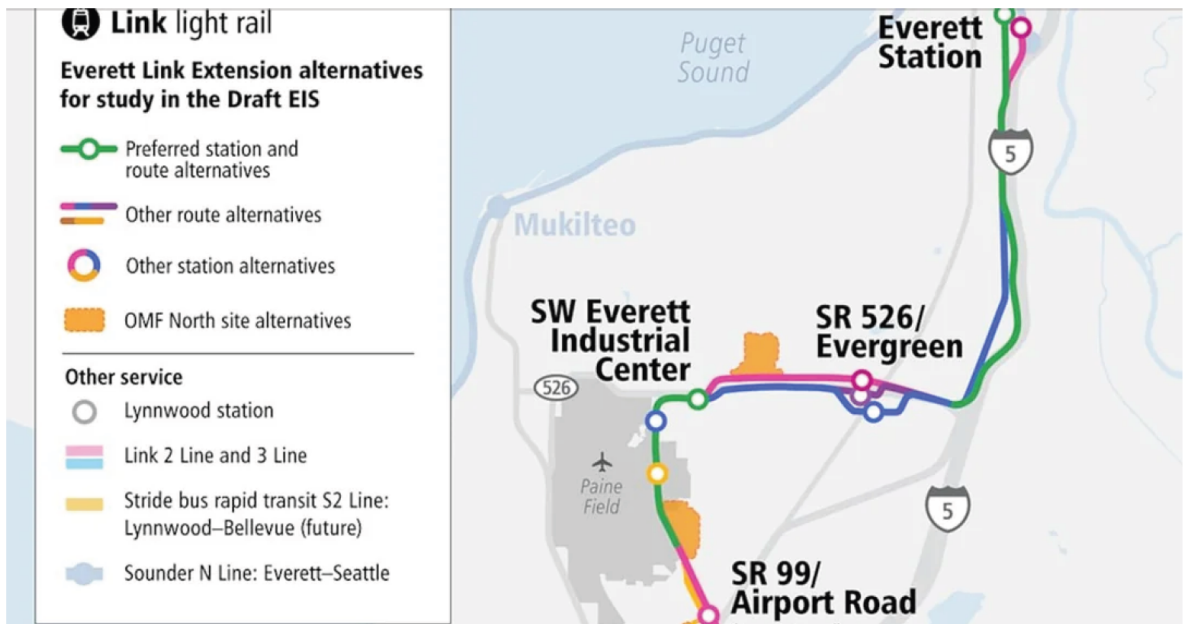 Link light rail
Everett Link Extension alternatives
for study in the Draft EIS
Preferred station and
route alternatives
Other route alternatives
Other station alternatives
OMF North site alternatives
Other service
Lynnwood station
Link 2 Line and 3 Line
Stride bus rapid transit S2 Line:
Lynnwood–Bellevue (future)
Sounder N Line: Everett–Seattle
Puget
Sound
Everett
Station
5
Mukilteo
SW Everett
Industrial
Center
SR 526/
Evergreen
526
Paine
Field
5
SR 99/
Airport Road